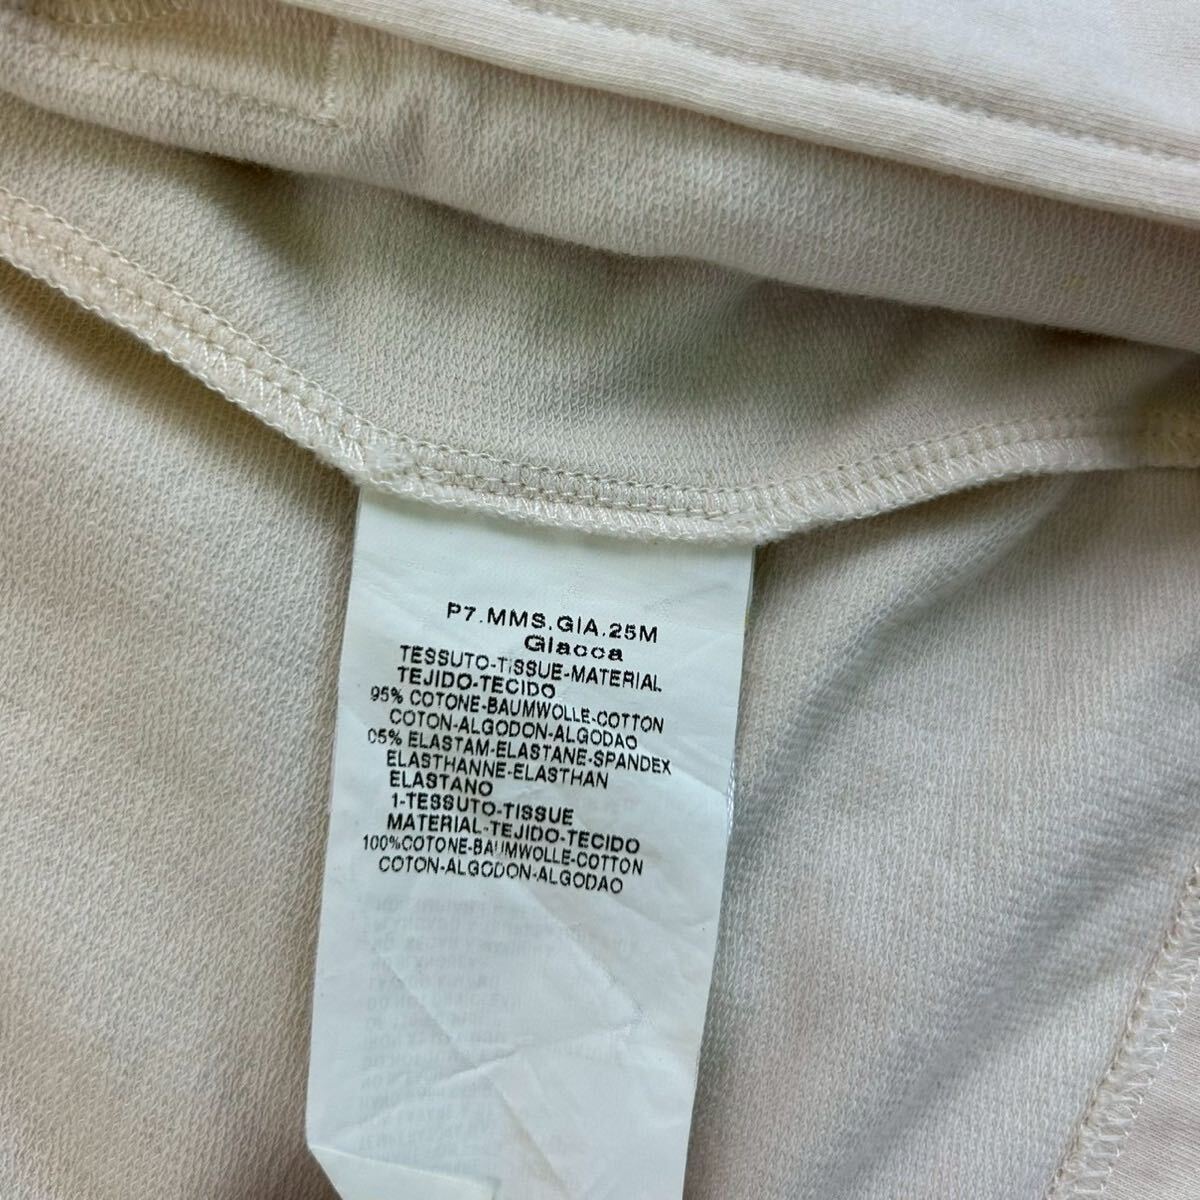 P7.MMS.GIA.25M
Giacca
TESSUTO-TISSUE-MATERIAL
TEJIDO-TECIDO
95% COTONE-BAUMWOLLE-COTTON
COTON-ALGODON-ALGODAO
05% ELASTAM-ELASTANE-SPANDEX
ELASTHANNE-ELASTHAN
ELASTANO
1-TESSUTO-TISSUE
MATERIAL-TEJIDO-TECIDO
100%COTONE-BAUMWOLLE-COTTON
COTON-ALGODON-ALGODAO